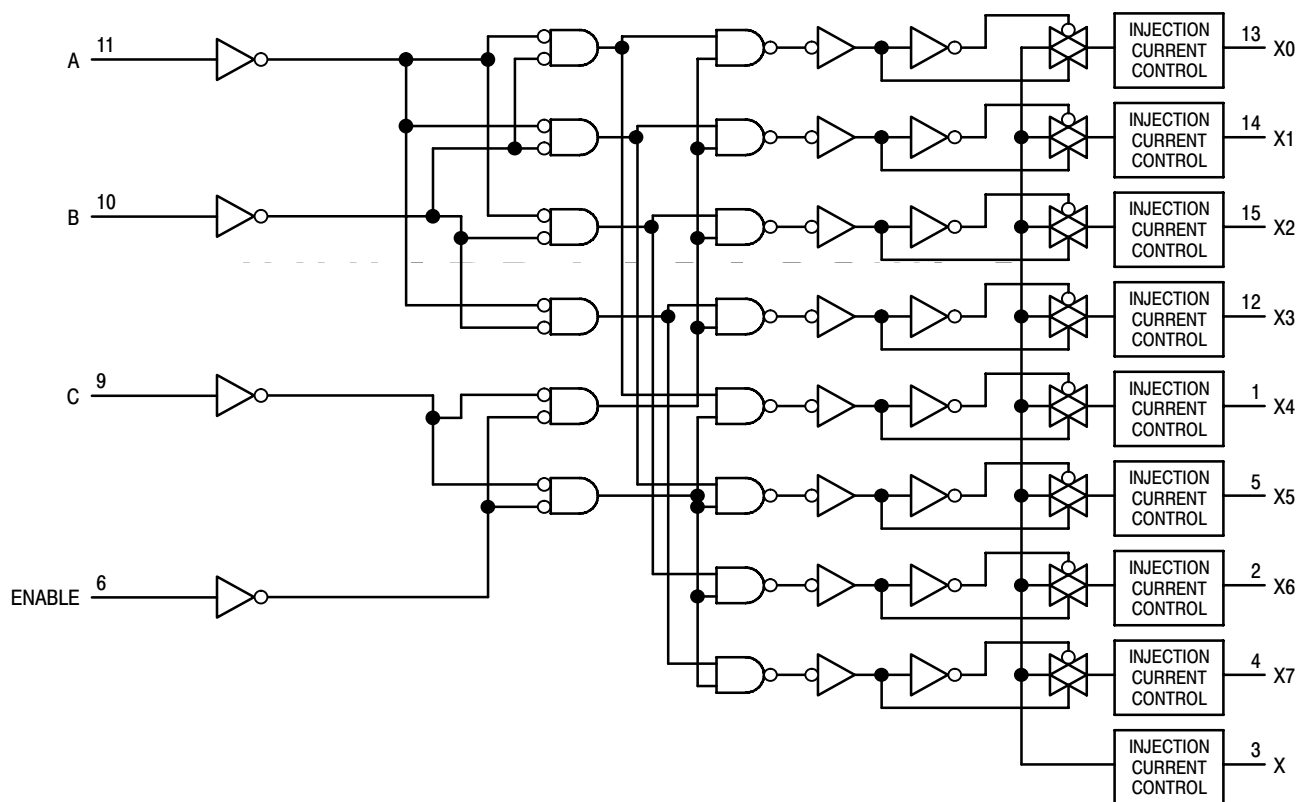 A 11
B 10
C 9
ENABLE 6
INJECTION
CURRENT
CONTROL
13 X0
INJECTION
CURRENT
CONTROL
14 X1
INJECTION
CURRENT
CONTROL
15 X2
INJECTION
CURRENT
CONTROL
12 X3
INJECTION
CURRENT
CONTROL
1 X4
INJECTION
CURRENT
CONTROL
5 X5
INJECTION
CURRENT
CONTROL
2 X6
INJECTION
CURRENT
CONTROL
4 X7
INJECTION
CURRENT
CONTROL
3 X